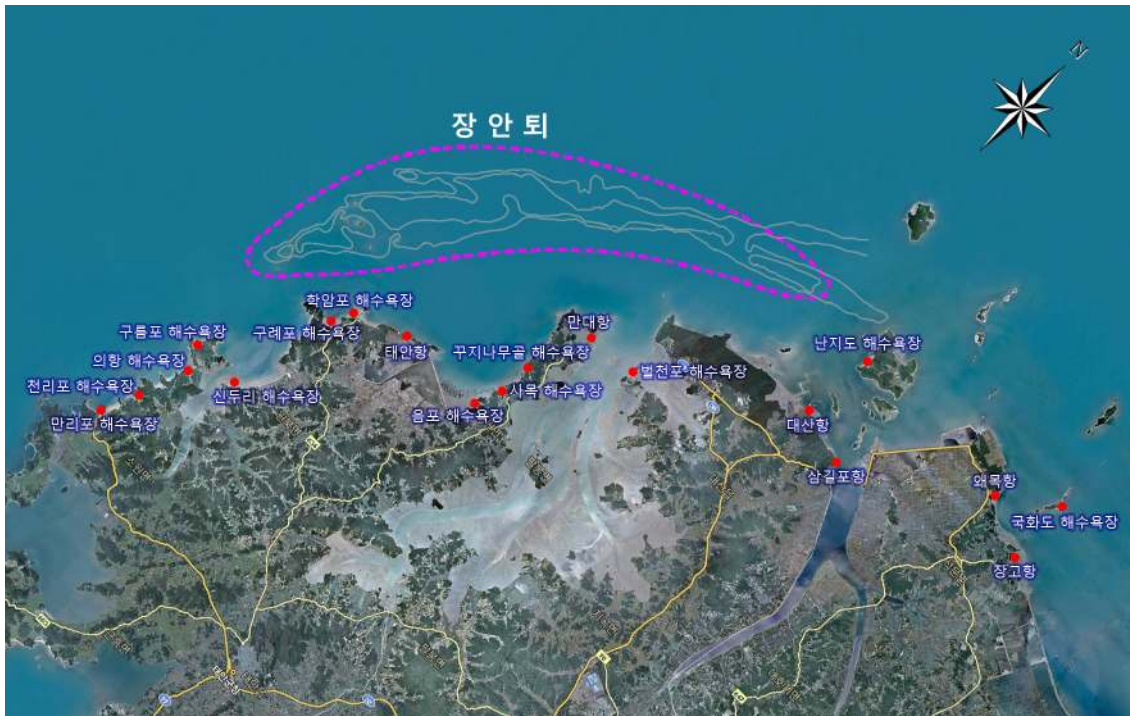 N
장 안 퇴
학암포 해수욕장
구름포 해수욕장
구례포 해수욕장
만대항
난지도 해수욕장
태안항
꾸지나무골 해수욕장
의항 해수욕장
벌천포 해수욕장
천리포 해수욕장
신두리 해수욕장
사목 해수욕장
음포 해수욕장
만리포 해수욕장
대산항
삼길포항
왜목항
국화도 해수욕장
장고항